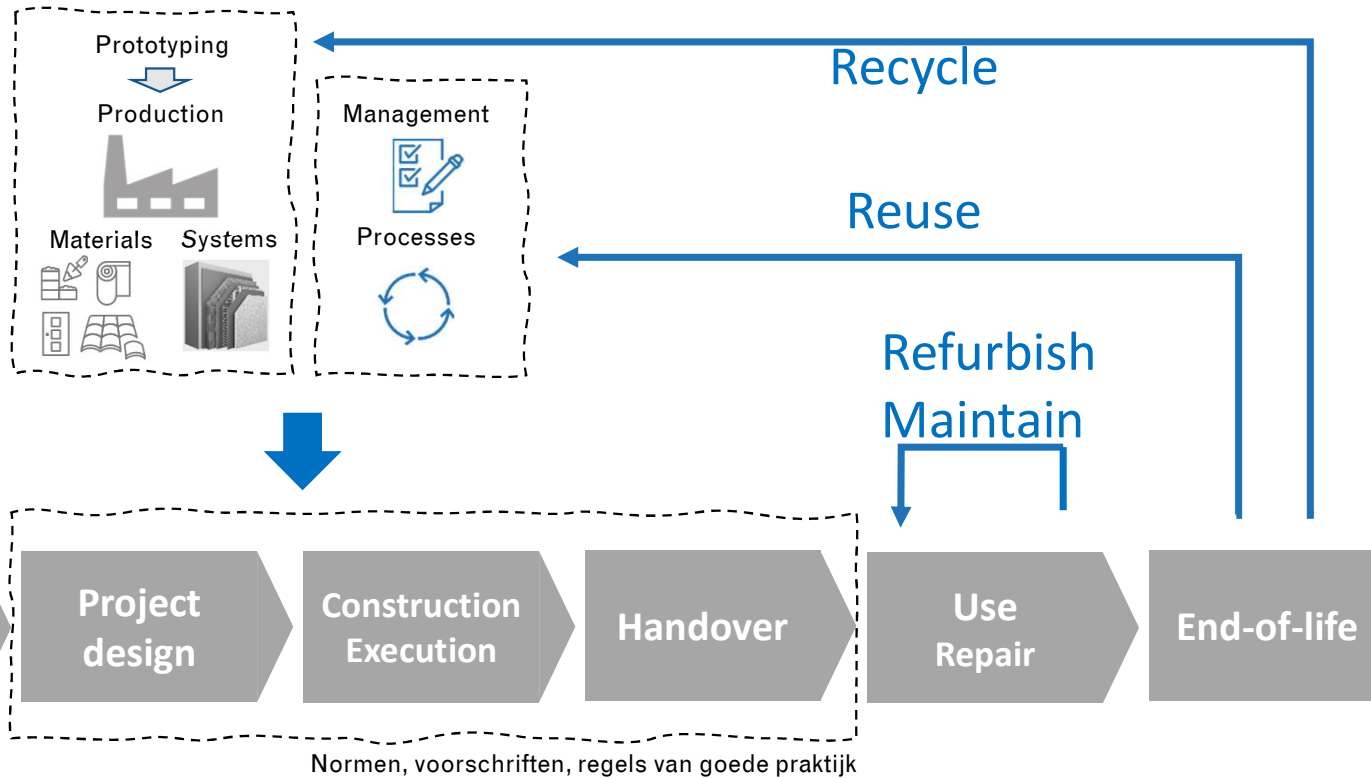 Prototyping
Production
Materials Systems
Management
Processes
Recycle
Reuse
Refurbish
Maintain
Project
design
Construction
Execution
Handover
Use
Repair
End-of-life
Normen, voorschriften, regels van goede praktijk